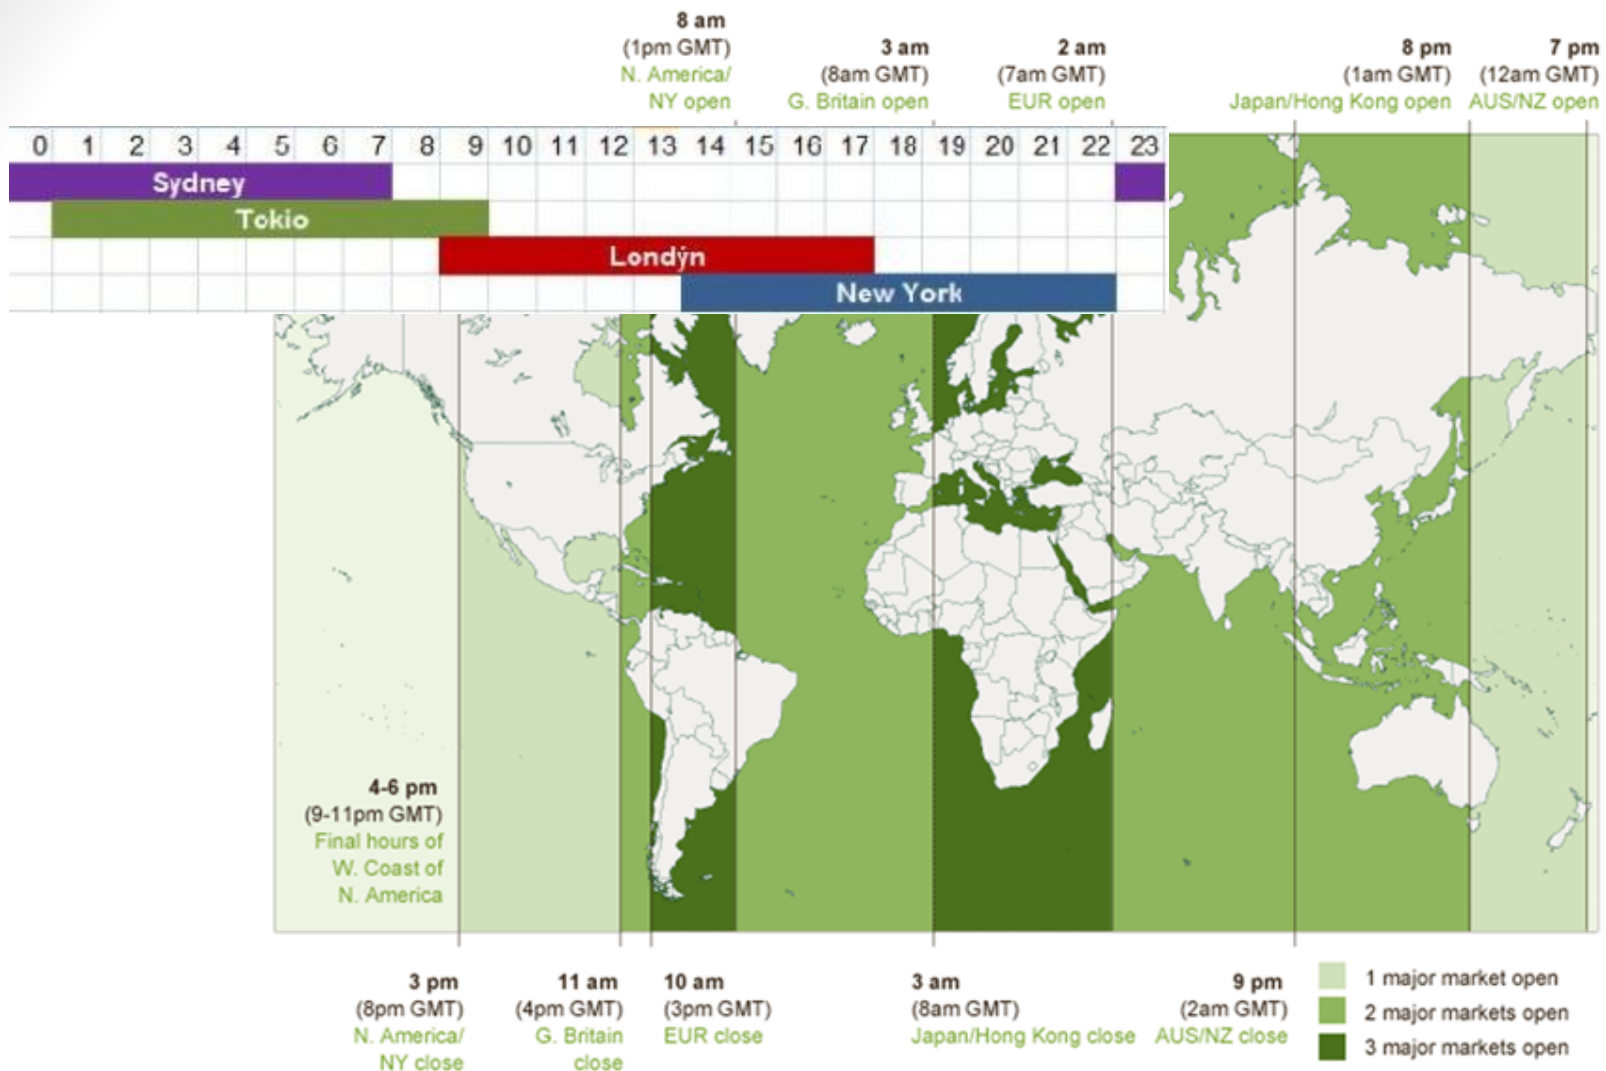 8 am
(1pm GMT)
N. America/
NY open
3 am
(8am GMT)
G. Britain open
2 am
(7am GMT)
EUR open
8 pm
(1am GMT)
Japan/Hong Kong open
7 pm
(12am GMT)
AUS/NZ open
0 1 2 3 4 5 6 7 8 9 10 11 12 13 14 15 16 17 18 19 20 21 22 23
Sydney
Tokio
Londýn
New York
4-6 pm
(9-11pm GMT)
Final hours of
W. Coast of
N. America
3 pm
(8pm GMT)
N. America/
NY close
11 am
(4pm GMT)
G. Britain
close
10 am
(3pm GMT)
EUR close
3 am
(8am GMT)
Japan/Hong Kong close
9 pm
(2am GMT)
AUS/NZ close
1 major market open
2 major markets open
3 major markets open